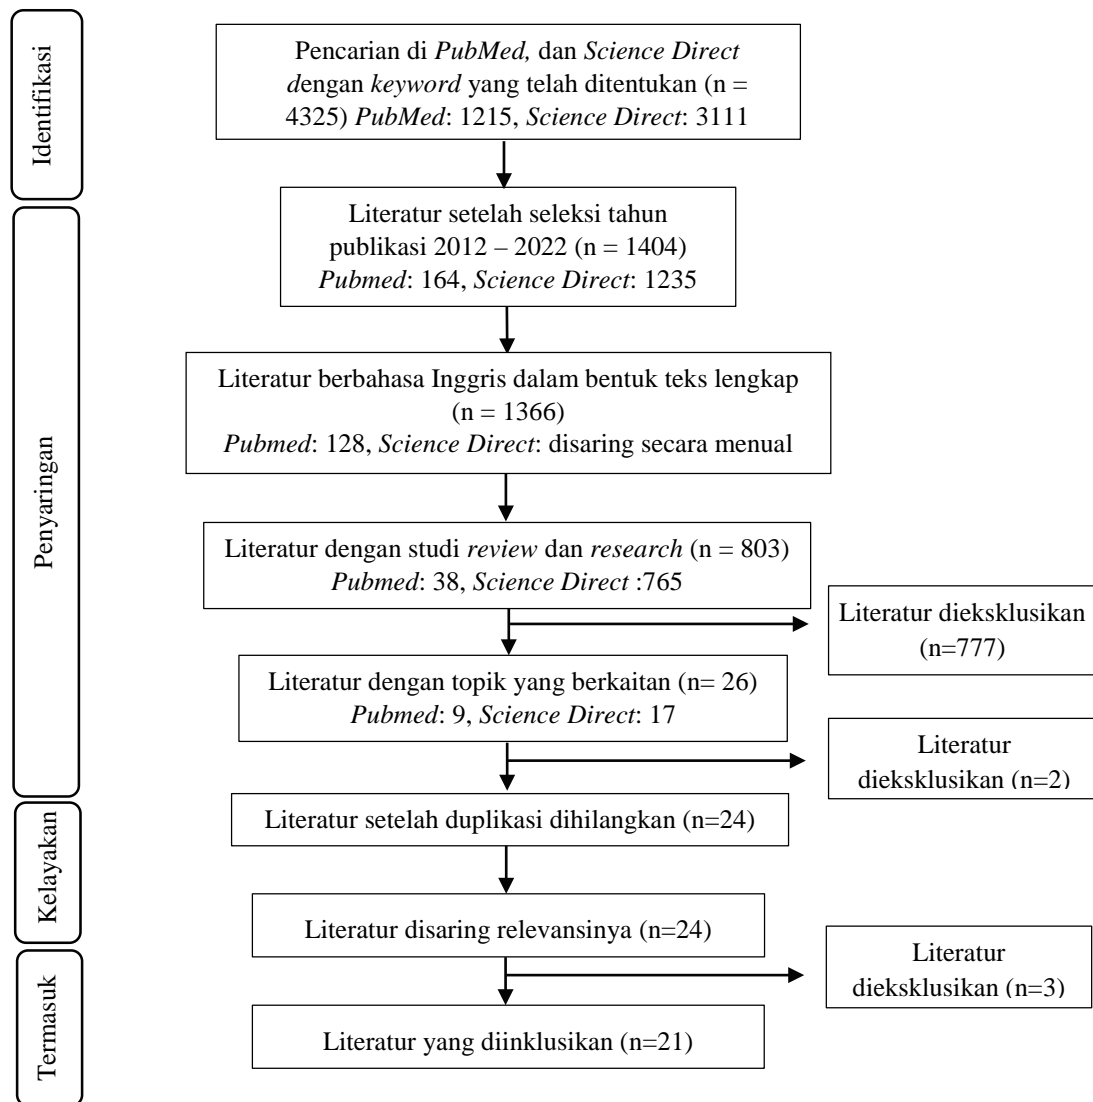 Identifikasi
Pencarian di PubMed, dan Science Direct
dengan keyword yang telah ditentukan (n =
4325) PubMed: 1215, Science Direct: 3111
Penyaringan
Literatur setelah seleksi tahun
publikasi 2012 – 2022 (n = 1404)
Pubmed: 164, Science Direct: 1235
Literatur berbahasa Inggris dalam bentuk teks lengkap
(n = 1366)
Pubmed: 128, Science Direct: disaring secara menual
Literatur dengan studi review dan research (n = 803)
Pubmed: 38, Science Direct :765
Literatur dieksklusikan
(n=777)
Literatur dengan topik yang berkaitan (n= 26)
Pubmed: 9, Science Direct: 17
Literatur
dieksklusikan (n=2)
Kelayakan
Literatur setelah duplikasi dihilangkan (n=24)
Literatur disaring relevansinya (n=24)
Literatur
dieksklusikan (n=3)
Termasuk
Literatur yang diinklusikan (n=21)